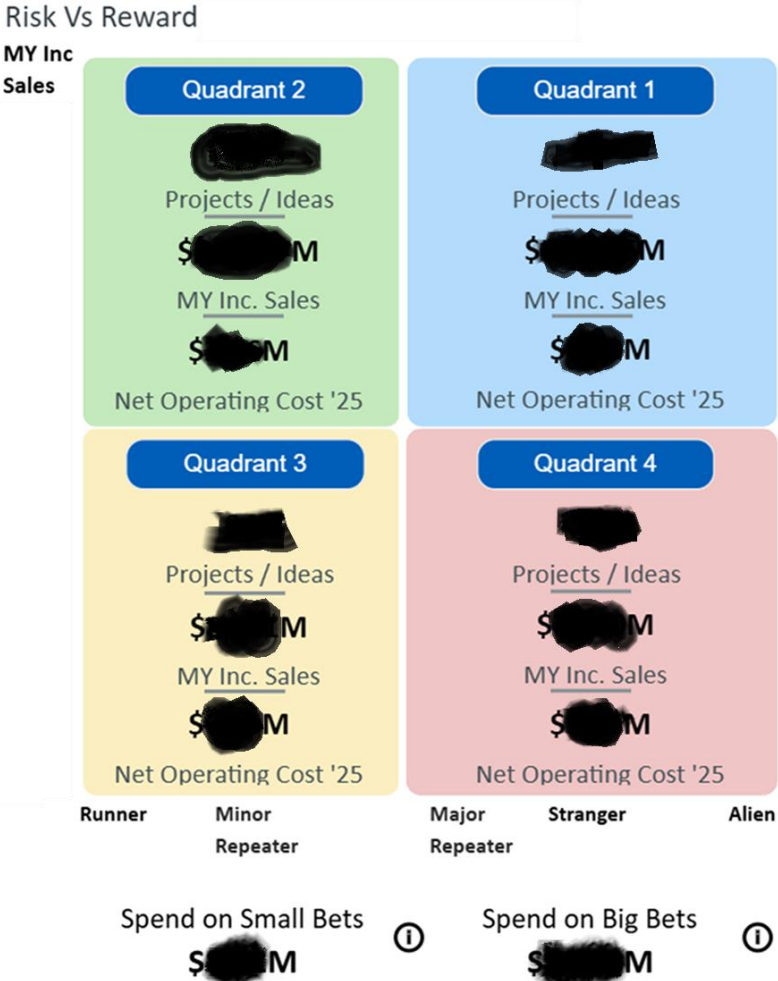 Risk Vs Reward
MY Inc
Sales
Quadrant 2
Projects / Ideas
$ M
MY Inc. Sales
$ M
Net Operating Cost '25
Quadrant 1
Projects / Ideas
$ M
MY Inc. Sales
$ M
Net Operating Cost '25
Quadrant 3
Projects / Ideas
$ M
MY Inc. Sales
$ M
Net Operating Cost '25
Quadrant 4
Projects / Ideas
$ M
MY Inc. Sales
$ M
Net Operating Cost '25
Runner
Minor
Repeater
Major
Repeater
Stranger
Alien
Spend on Small Bets
$ M
Spend on Big Bets
$ M